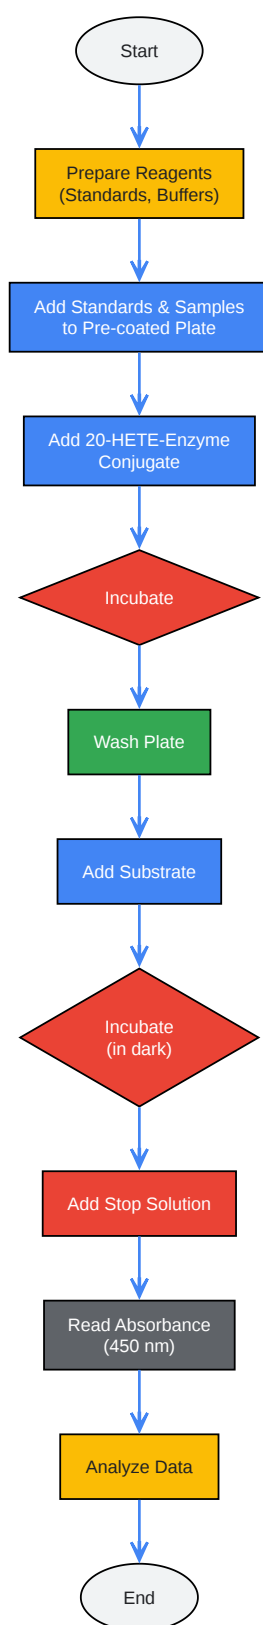 Start
Prepare Reagents
(Standards, Buffers)
Add Standards & Samples
to Pre-coated Plate
Add 20-HETE-Enzyme
Conjugate
Incubate
Wash Plate
Add Substrate
Incubate
(in dark)
Add Stop Solution
Read Absorbance
(450 nm)
Analyze Data
End